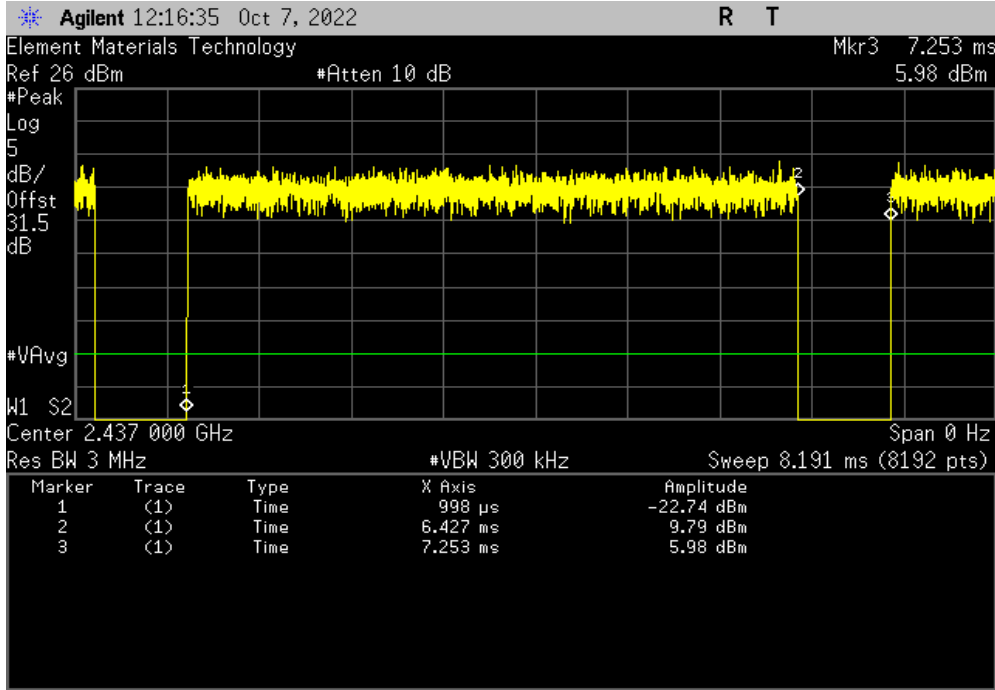 Agilent 12:16:35 Oct 7, 2022 R T
Element Materials Technology Mkr3 7.253 ms
Ref 26 dBm #Atten 10 dB 5.98 dBm
#Peak
Log
5
dB/
Offst
31.5
dB
2
3
#VAvg
1
W1 S2
Center 2.437 000 GHz Span 0 Hz
Res BW 3 MHz #VBW 300 kHz Sweep 8.191 ms (8192 pts)
Marker Trace Type X Axis Amplitude
1 (1) Time 998 µs -22.74 dBm
2 (1) Time 6.427 ms 9.79 dBm
3 (1) Time 7.253 ms 5.98 dBm